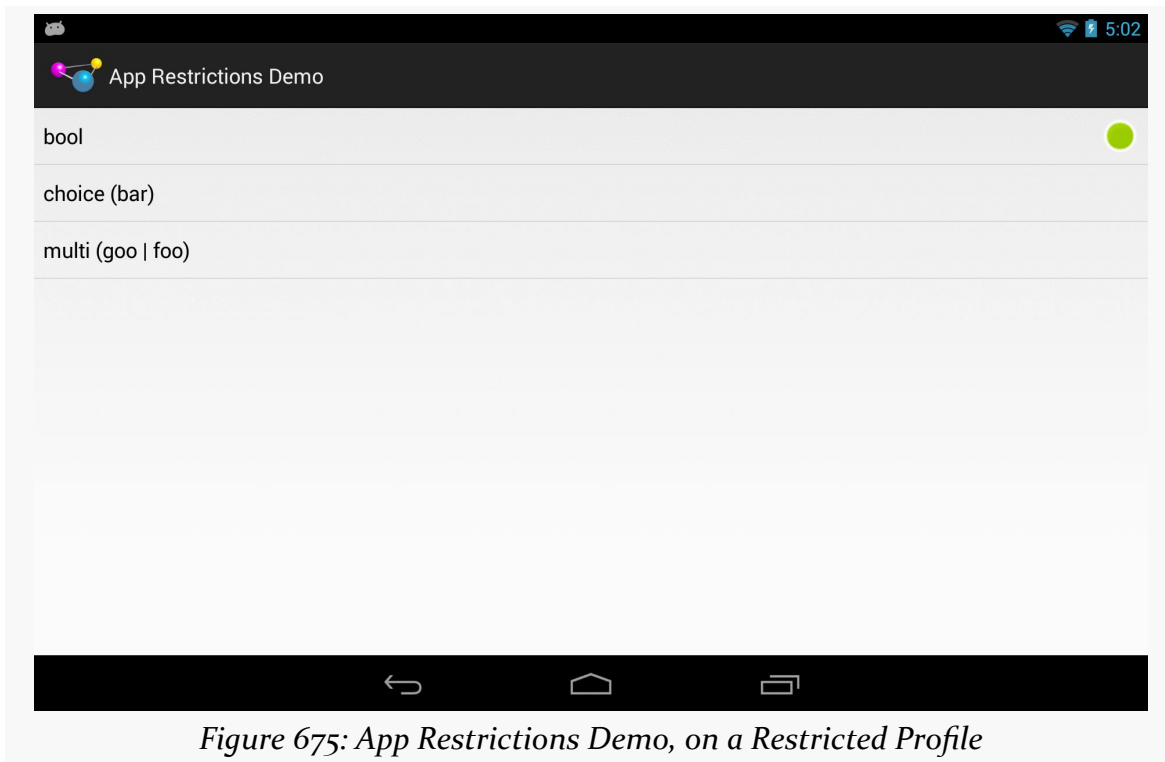 5:02
App Restrictions Demo
bool
choice (bar)
multi (goo | foo)
Figure 675: App Restrictions Demo, on a Restricted Profile